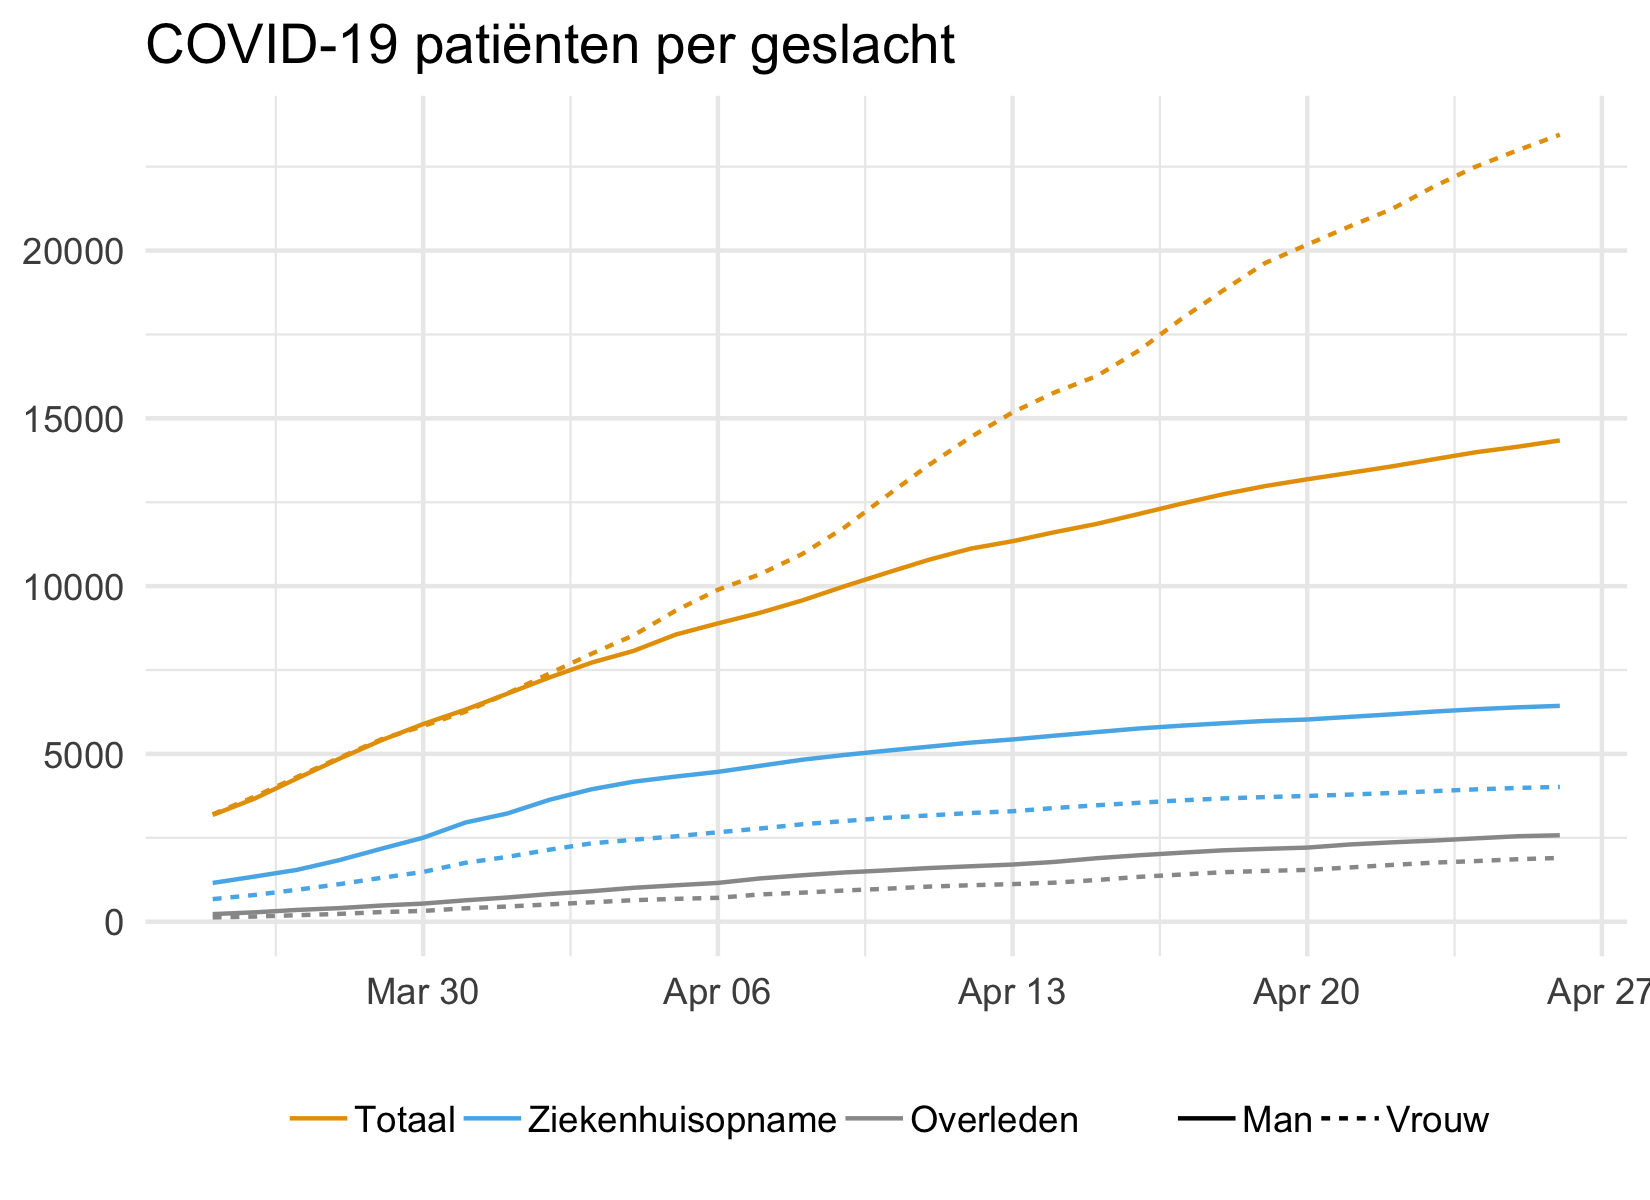 COVID-19 patiënten per geslacht
20000
15000
10000
5000
0
Mar 30 Apr 06 Apr 13 Apr 20 Apr 27
Totaal Ziekenhuisopname Overleden Man Vrouw